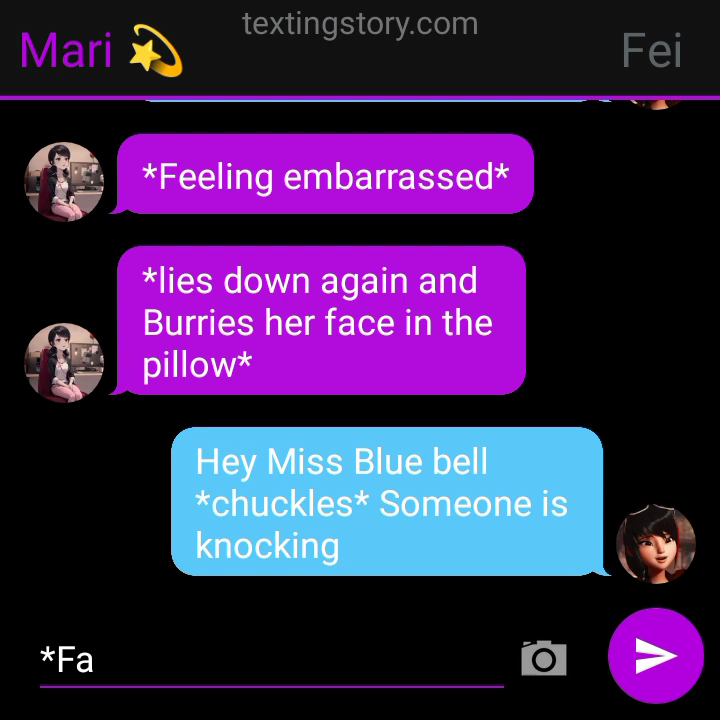 textingstory.com
Mari 💫
Fei
*Feeling embarrassed*
*lies down again and
Burries her face in the
pillow*
Hey Miss Blue bell
*chuckles* Someone is
knocking
*Fa